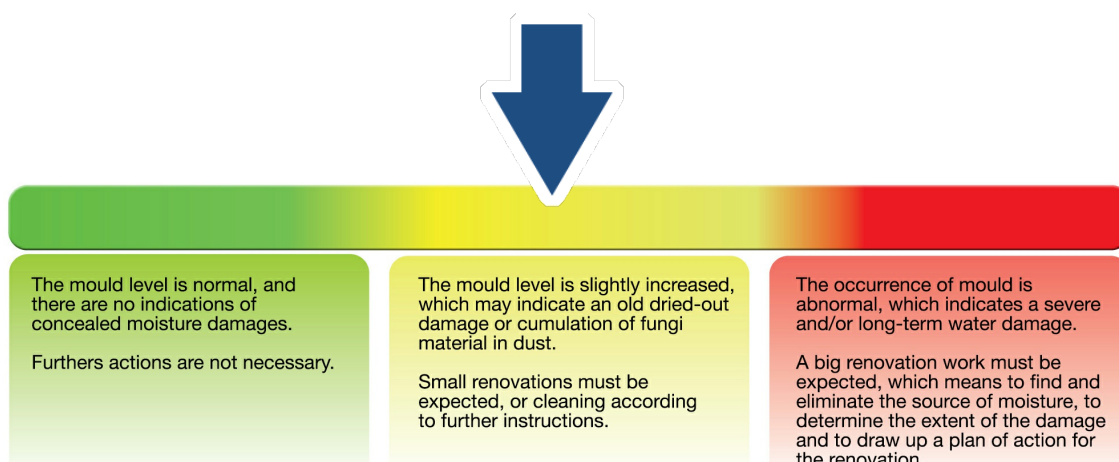 The mould level is normal, and
there are no indications of
concealed moisture damages.
Furthers actions are not necessary.
The mould level is slightly increased,
which may indicate an old dried-out
damage or cumulation of fungi
material in dust.
Small renovations must be
expected, or cleaning according
to further instructions.
The occurrence of mould is
abnormal, which indicates a severe
and/or long-term water damage.
A big renovation work must be
expected, which means to find and
eliminate the source of moisture, to
determine the extent of the damage
and to draw up a plan of action for
the renovation